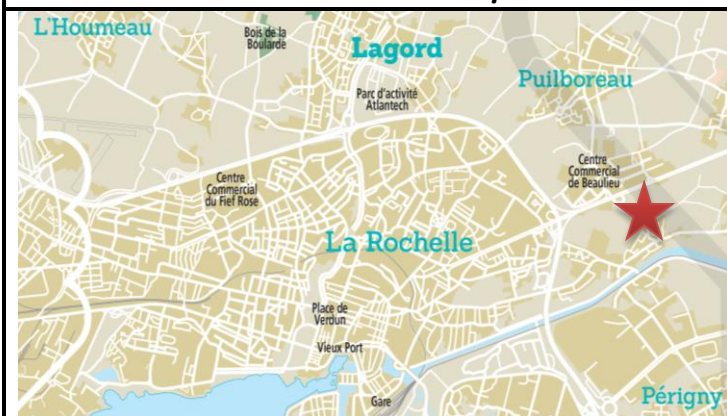 L'Houmeau
Bois de la
Boularde
Lagord
Puilboreau
Parc d'activité
Atlantech
Centre
Commercial
de Beaulieu
Centre
Commercial
du Fief Rose
La Rochelle
Place de
Verdun
Vieux Port
Gare
Périgny